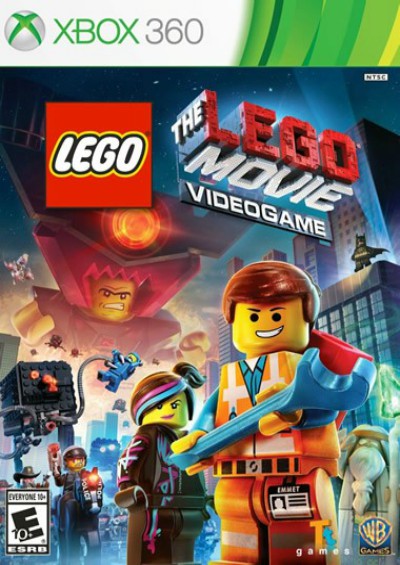 XBOX 360
NTSC
LEGO
THE
LEGO
MOVIE
VIDEOGAME
EMMET
EVERYONE 10+
E
10+
ESRB
Tt
games
WB
GAMES